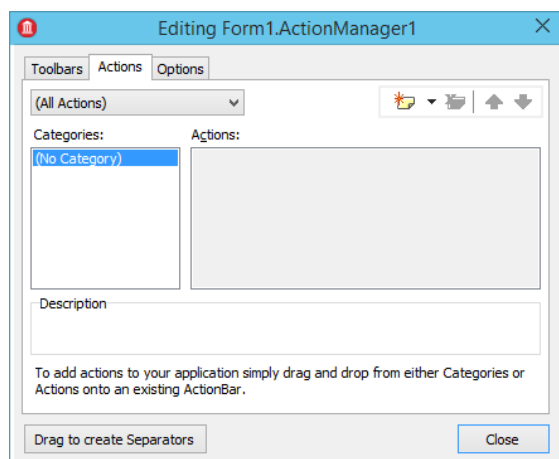 Editing Form1.ActionManager1
Toolbars Actions Options
(All Actions)
Categories: Actions:
(No Category)
Description
To add actions to your application simply drag and drop from either Categories or
Actions onto an existing ActionBar.
Drag to create Separators Close